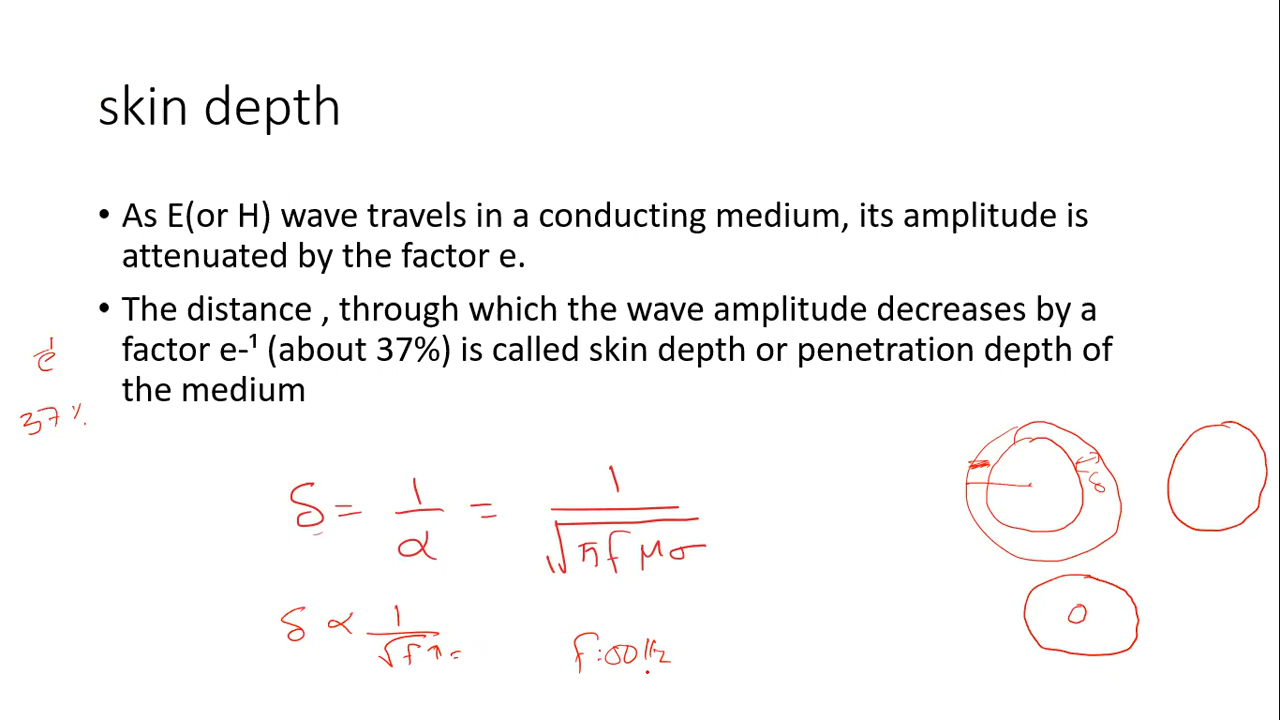 skin depth
• As E(or H) wave travels in a conducting medium, its amplitude is
attenuated by the factor e.
• The distance , through which the wave amplitude decreases by a
factor e-¹ (about 37%) is called skin depth or penetration depth of
the medium
1/e
37%
δ = 1/α = 1/√πfμσ
δ ∝ 1/√f↑=